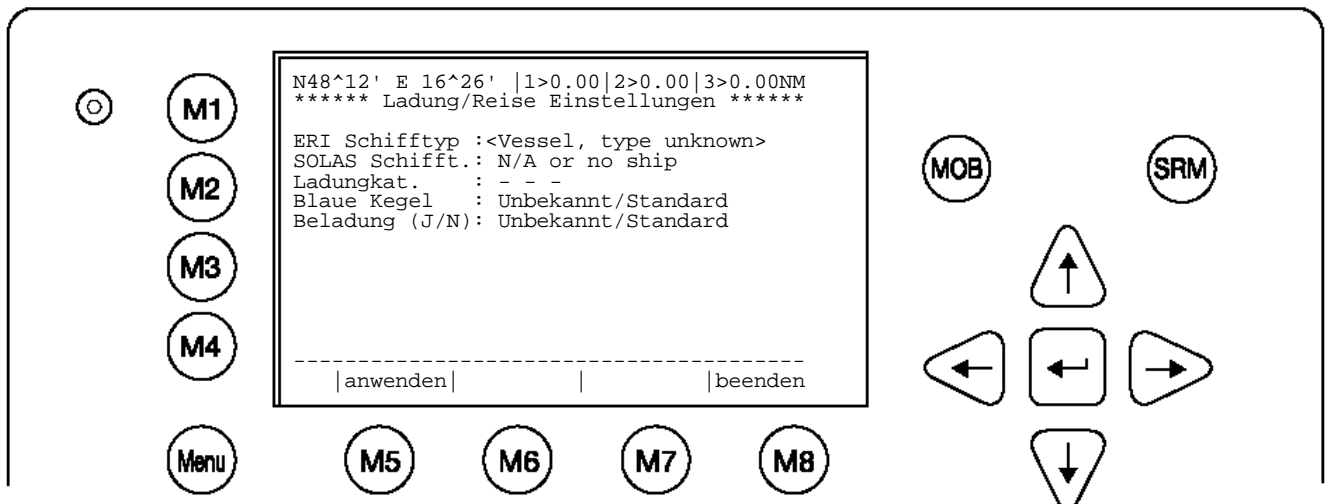 N48^12' E 16^26' |1>0.00|2>0.00|3>0.00NM
****** Ladung/Reise Einstellungen ******
ERI Schifftyp :<Vessel, type unknown>
SOLAS Schifft.: N/A or no ship
Ladungkat. : - - -
Blaue Kegel : Unbekannt/Standard
Beladung (J/N): Unbekannt/Standard
----------------------------------------
|anwenden| | |beenden
M1
M2
M3
M4
MOB
SRM
Menu
M5
M6
M7
M8